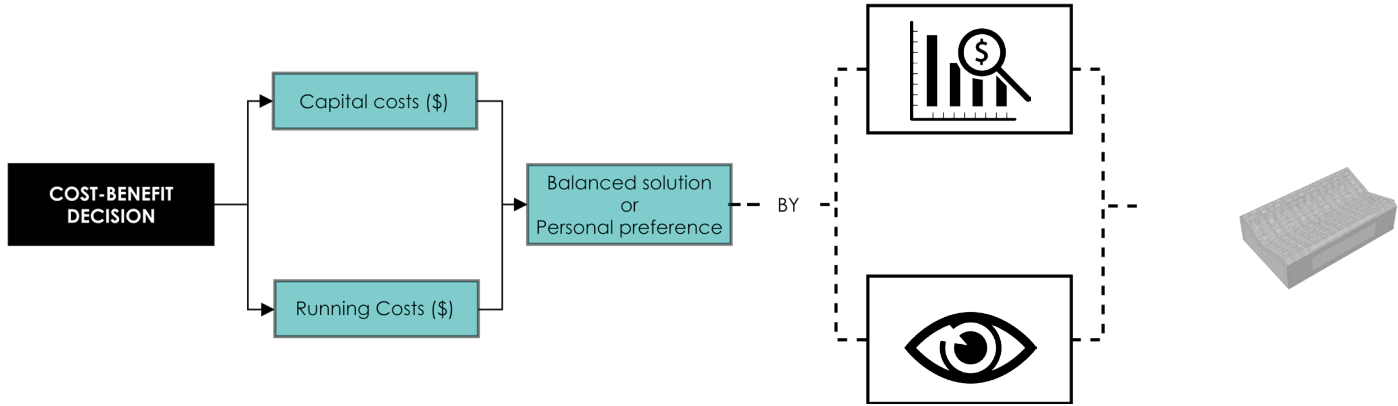 COST-BENEFIT
DECISION
Capital costs ($)
Running Costs ($)
Balanced solution
or
Personal preference
BY
$